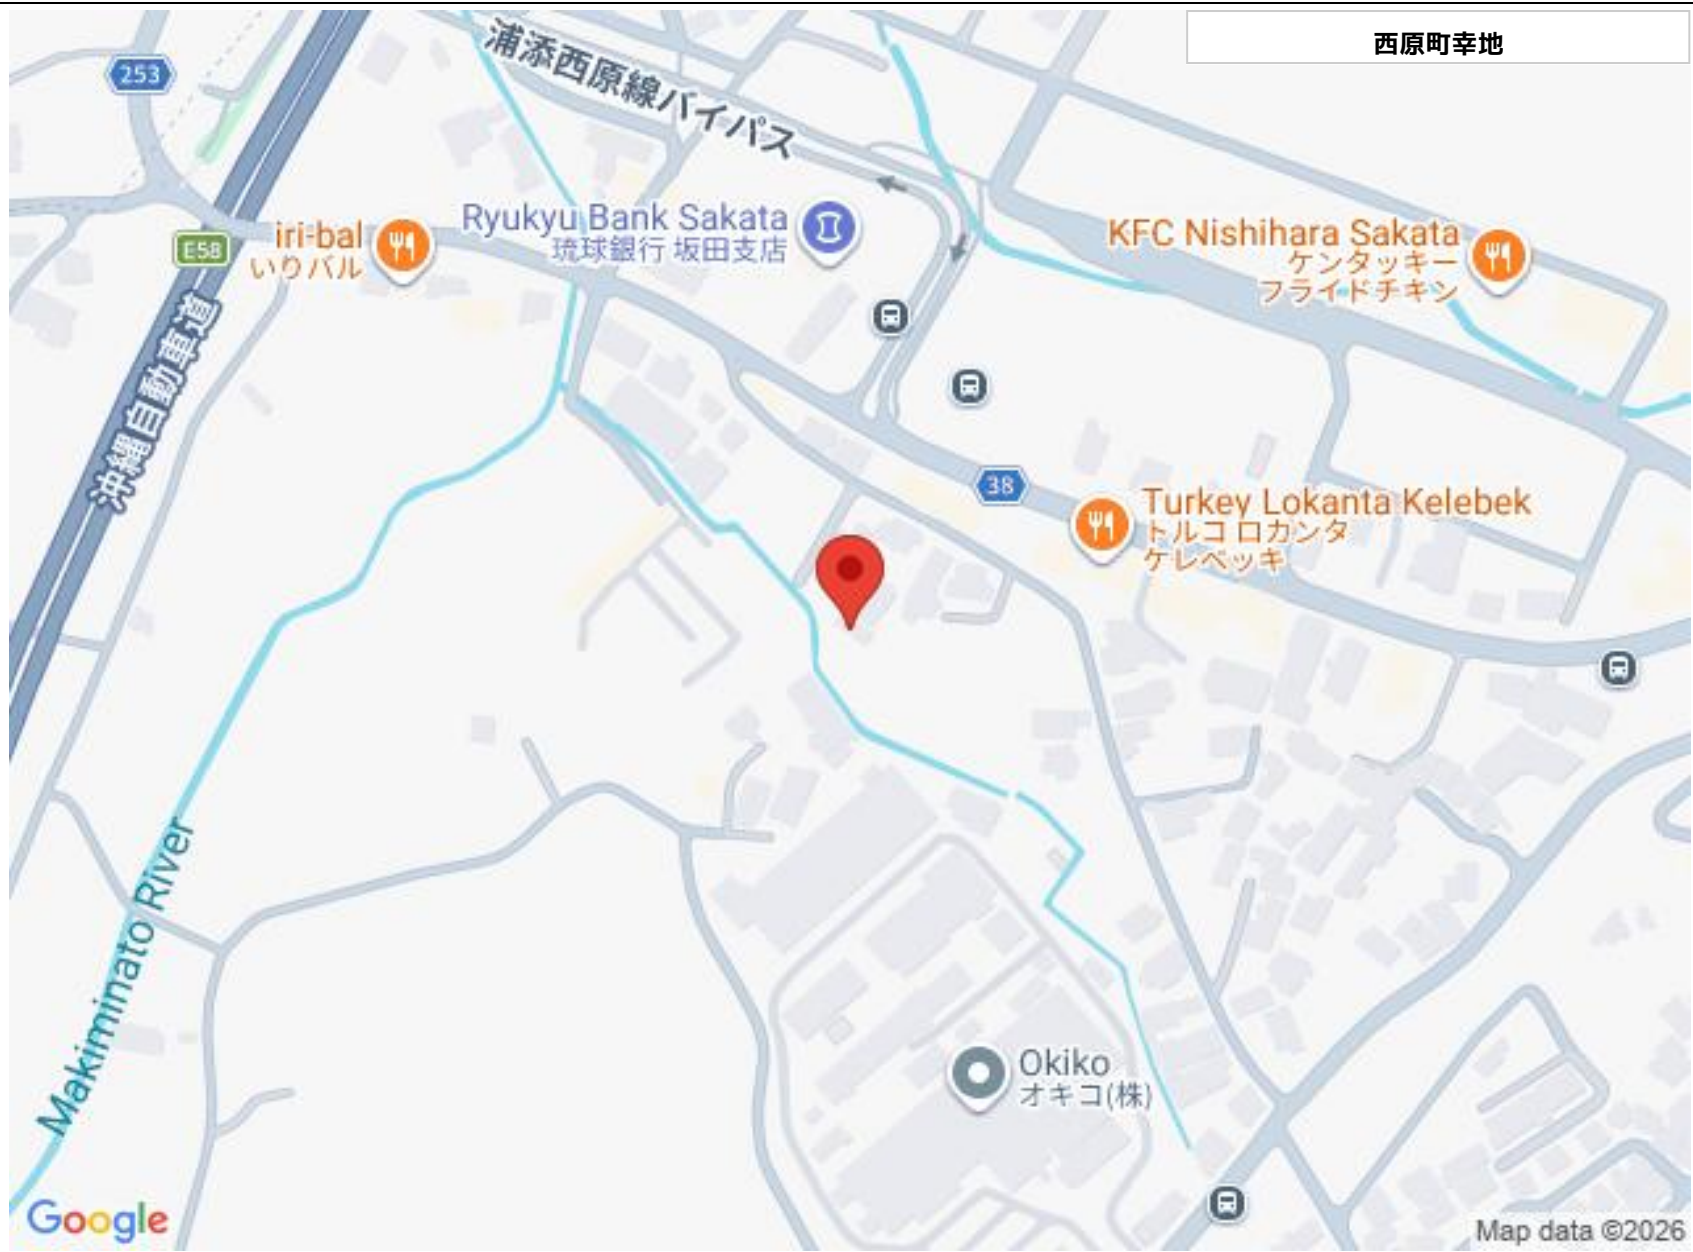 西原町幸地
253
浦添西原線バイパス
Ryukyu Bank Sakata
琉球銀行 坂田支店
KFC Nishihara Sakata
ケンタッキー
フライドチキン
E58
iri-bal
いりバル
沖縄自動車道
38
Turkey Lokanta Kelebek
トルコ ロカンタ
ケレベッキ
Makiminato River
Okiko
オキコ(株)
Google
Map data ©2026